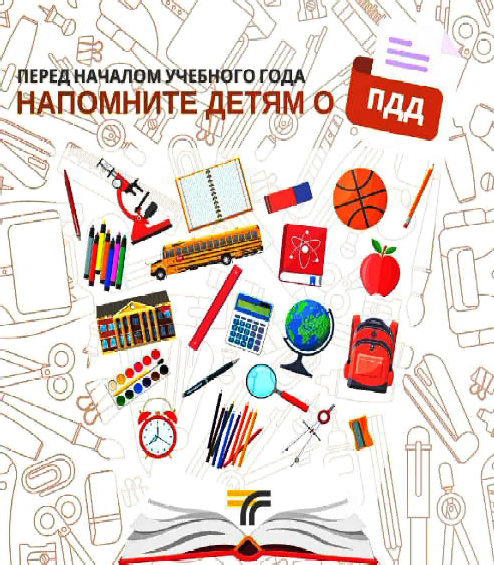 ПЕРЕД НАЧАЛОМ УЧЕБНОГО ГОДА
НАПОМНИТЕ ДЕТЯМ О
ПДД